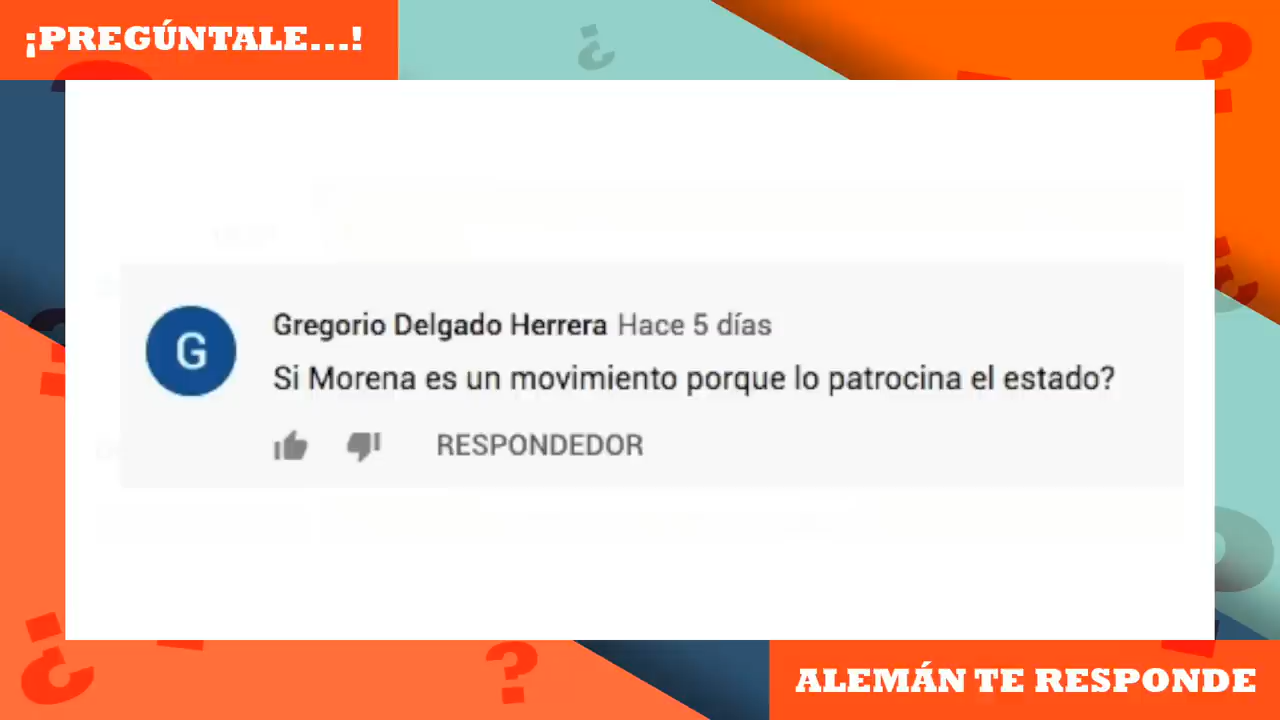 ¡PREGÚNTALE...!
Gregorio Delgado Herrera Hace 5 días
Si Morena es un movimiento porque lo patrocina el estado?
RESPONDEDOR
ALEMÁN TE RESPONDE